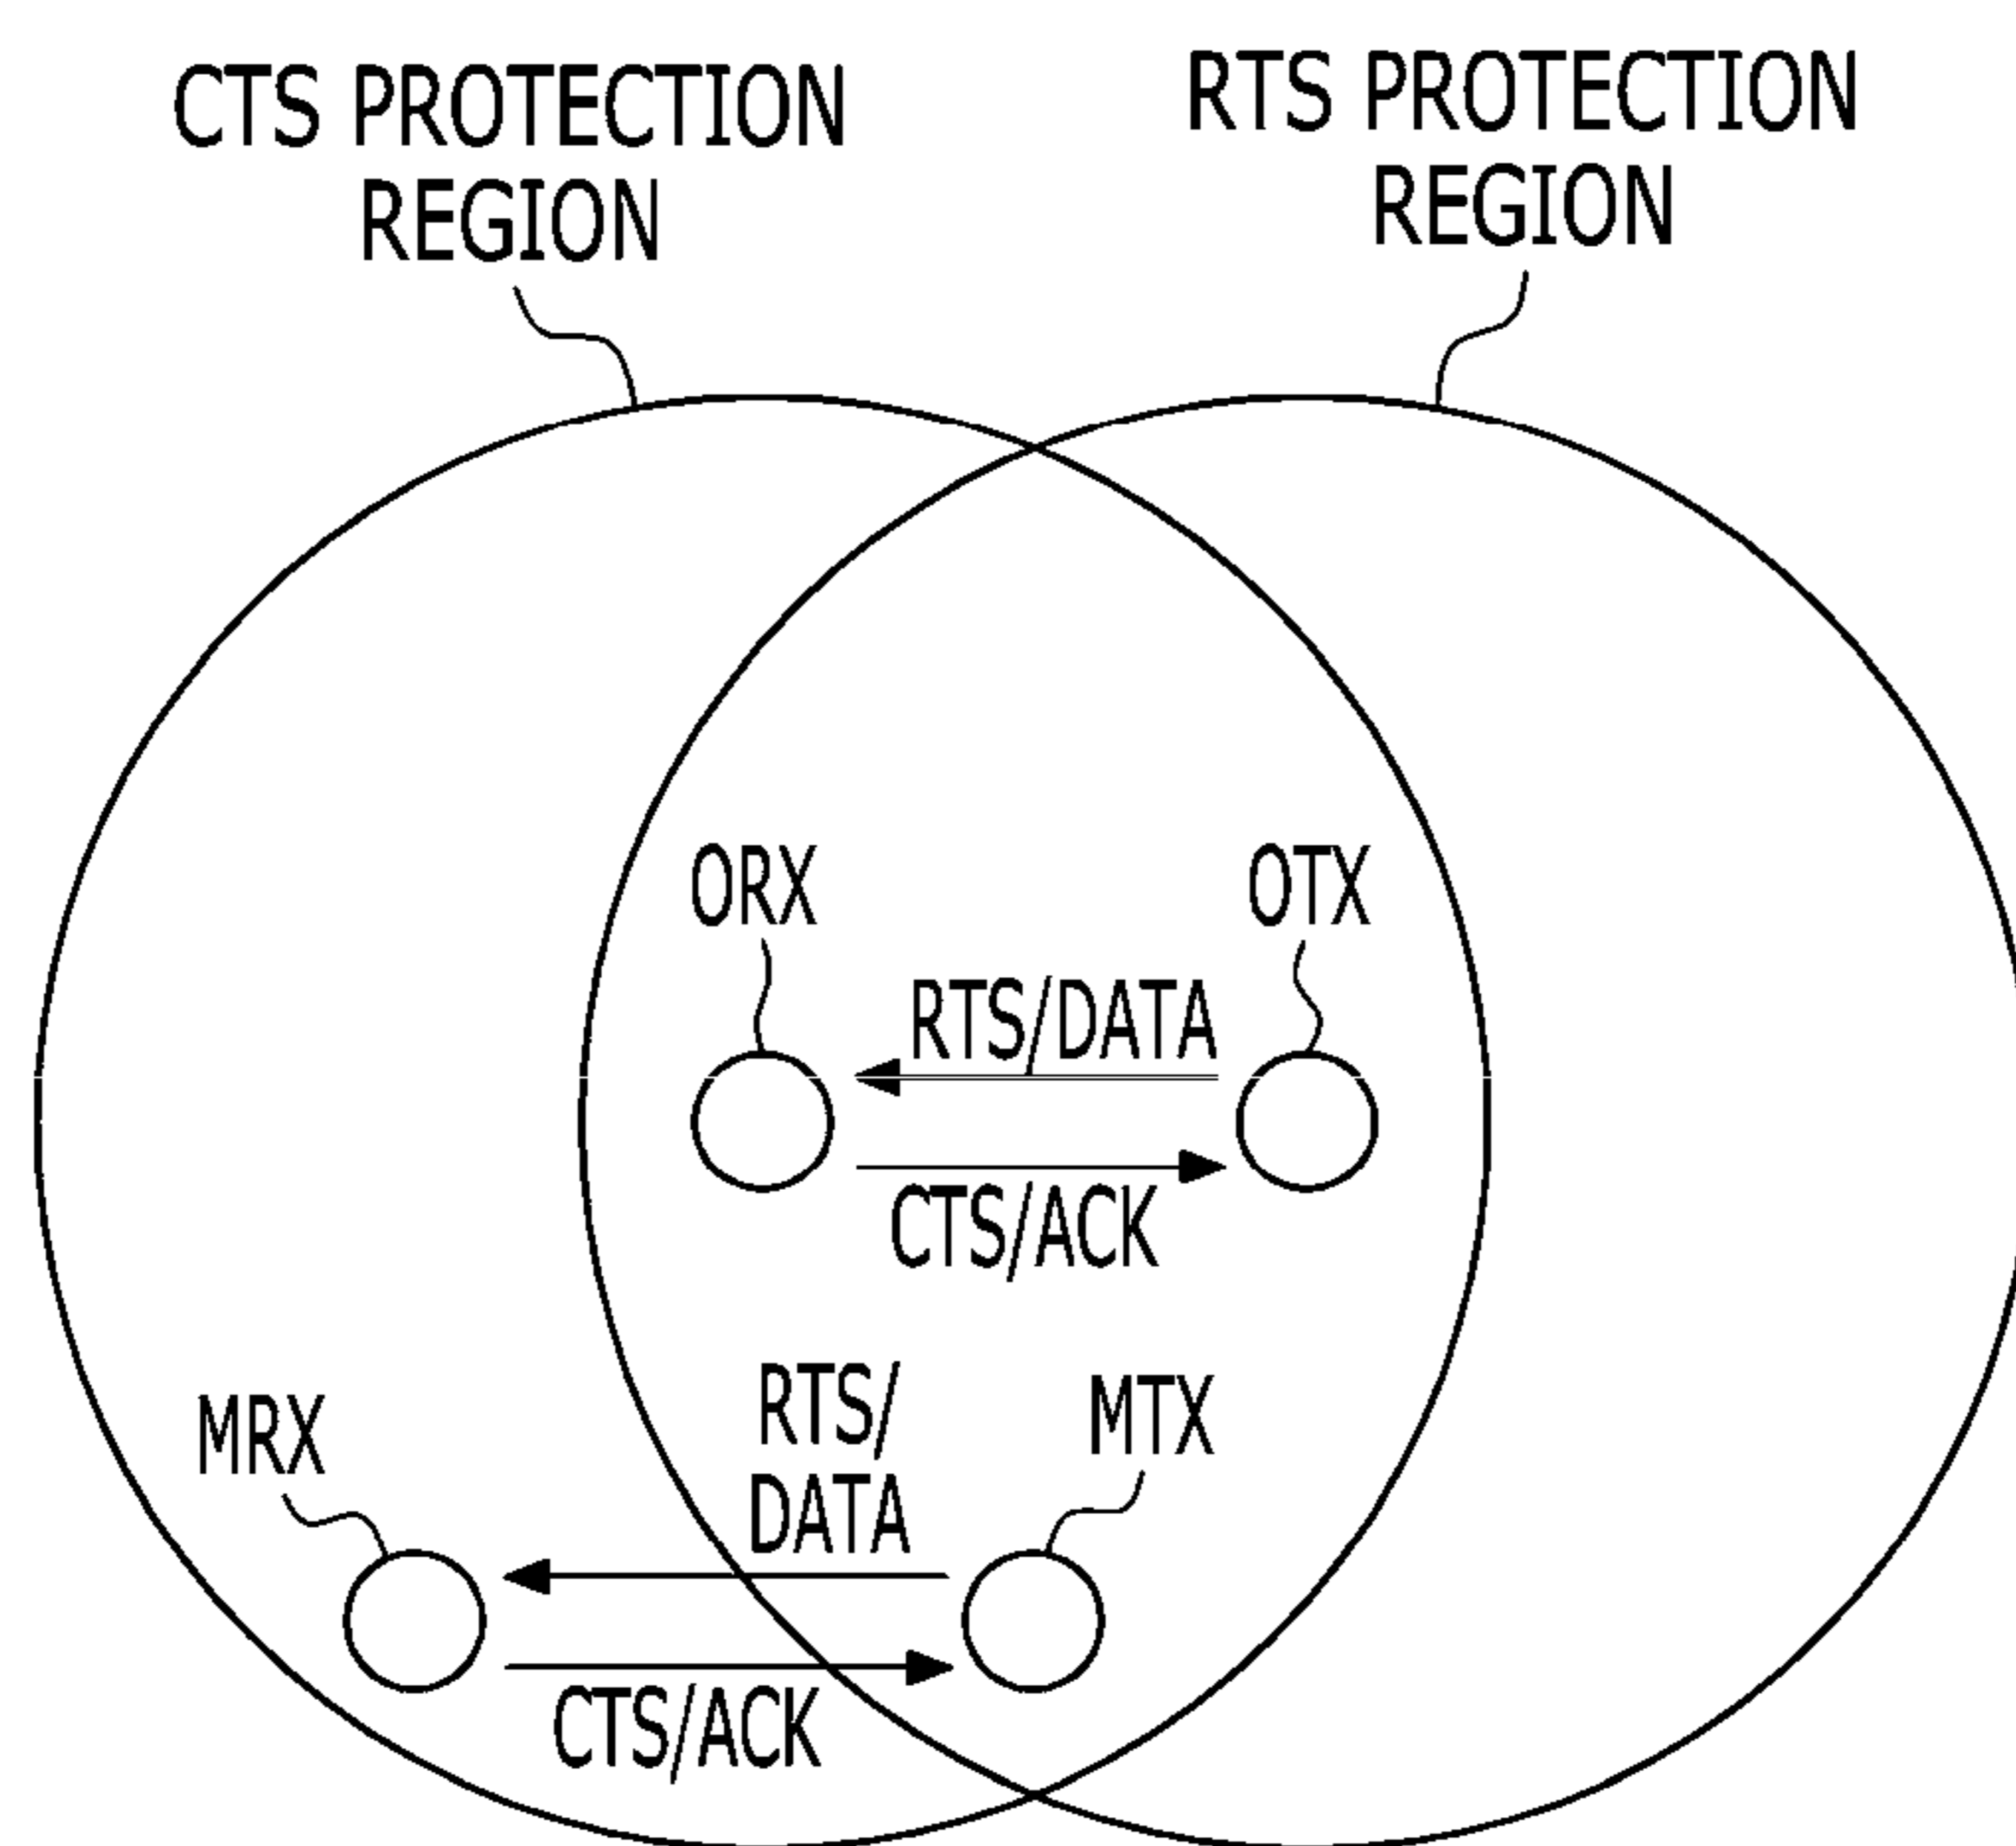 CTS PROTECTION
REGION
RTS PROTECTION
REGION
ORX
OTX
RTS/DATA
CTS/ACK
MRX
RTS/
DATA
MTX
CTS/ACK